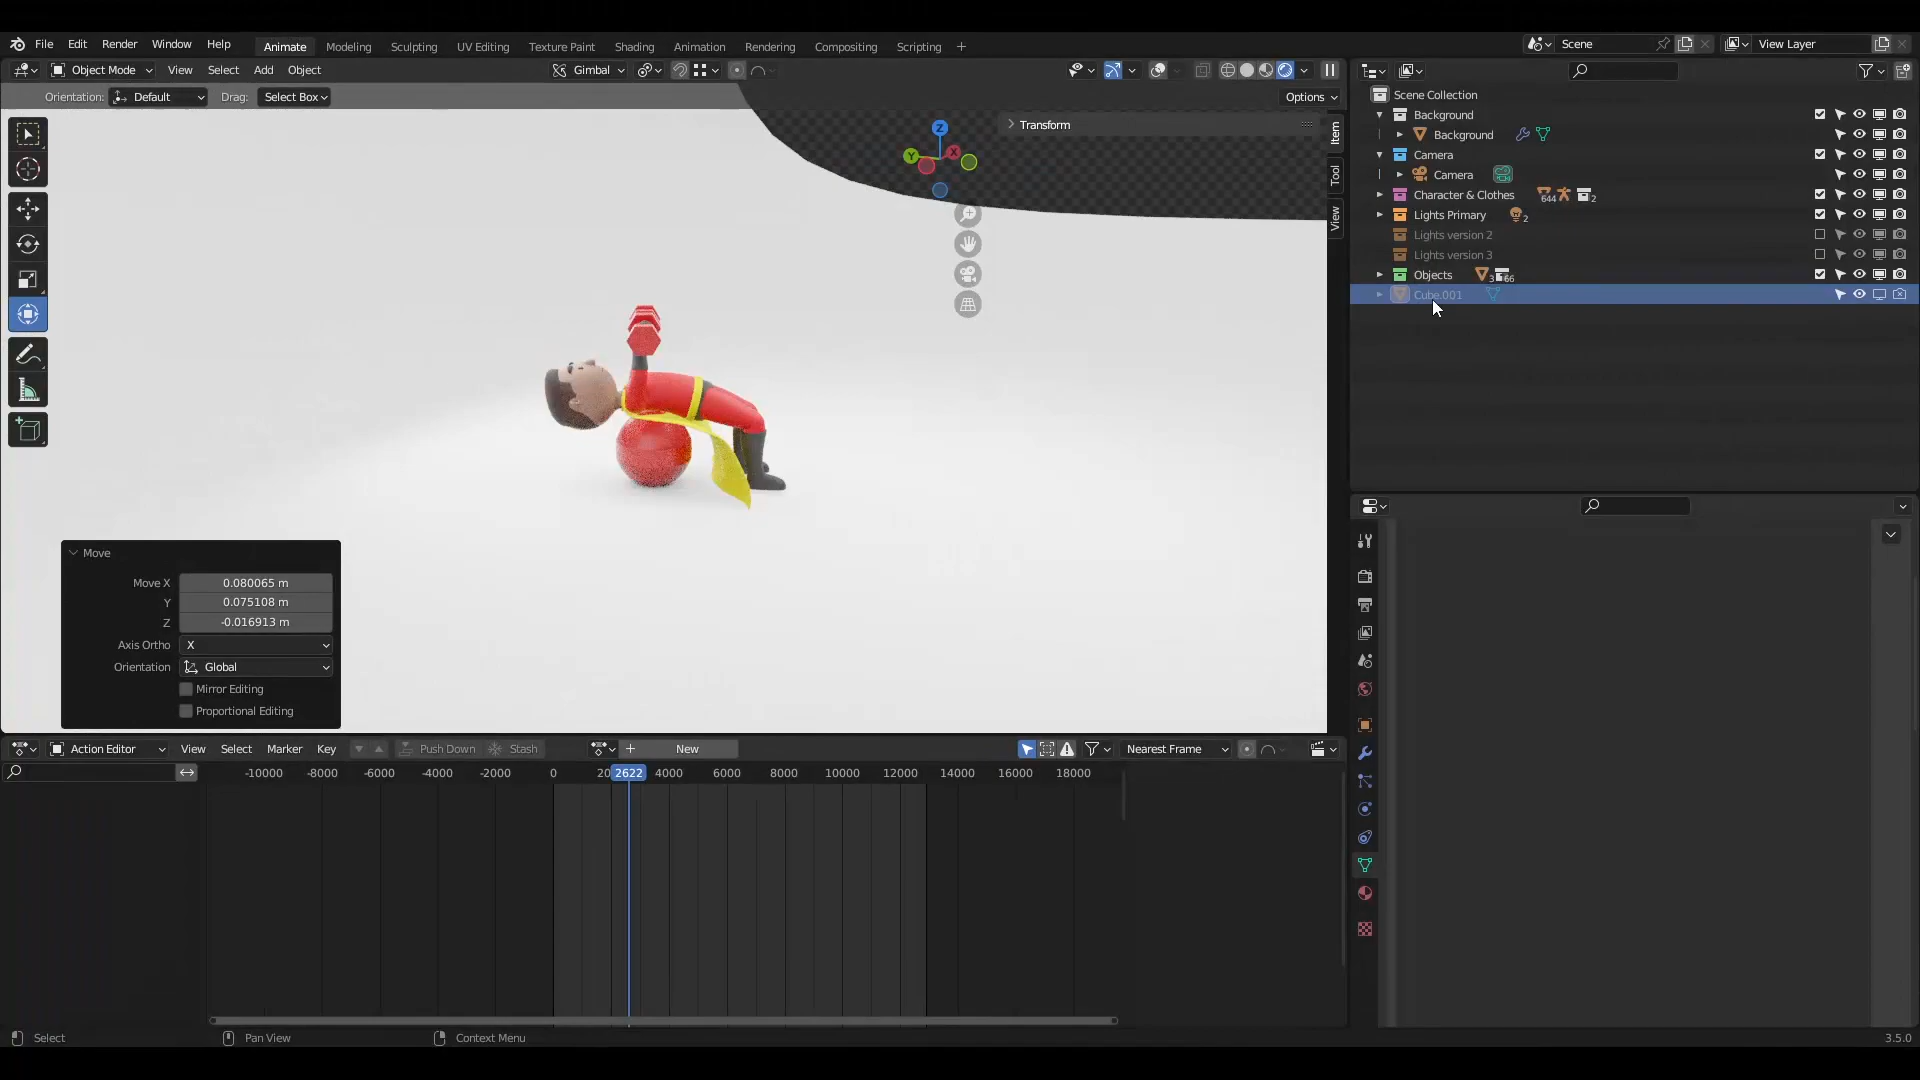 File Edit Render Window Help Animate Modeling Sculpting UV Editing Texture Paint Shading Animation Rendering Compositing Scripting + Scene View Layer
Object Mode View Select Add Object Gimbal
Orientation: Default Drag: Select Box Options
Transform
Item
Tool
View
Z
Y
X
Move
Move X 0.080065 m
Y 0.075108 m
Z -0.016913 m
Axis Ortho X
Orientation Global
Mirror Editing
Proportional Editing
Scene Collection
Background
Background
Camera
Camera
Character & Clothes 644 2
Lights Primary 2
Lights version 2
Lights version 3
Objects 3 66
Cube.001
Action Editor View Select Marker Key Push Down Stash + New Nearest Frame
-10000 -8000 -6000 -4000 -2000 0 20 2622 4000 6000 8000 10000 12000 14000 16000 18000
Select Pan View Context Menu 3.5.0